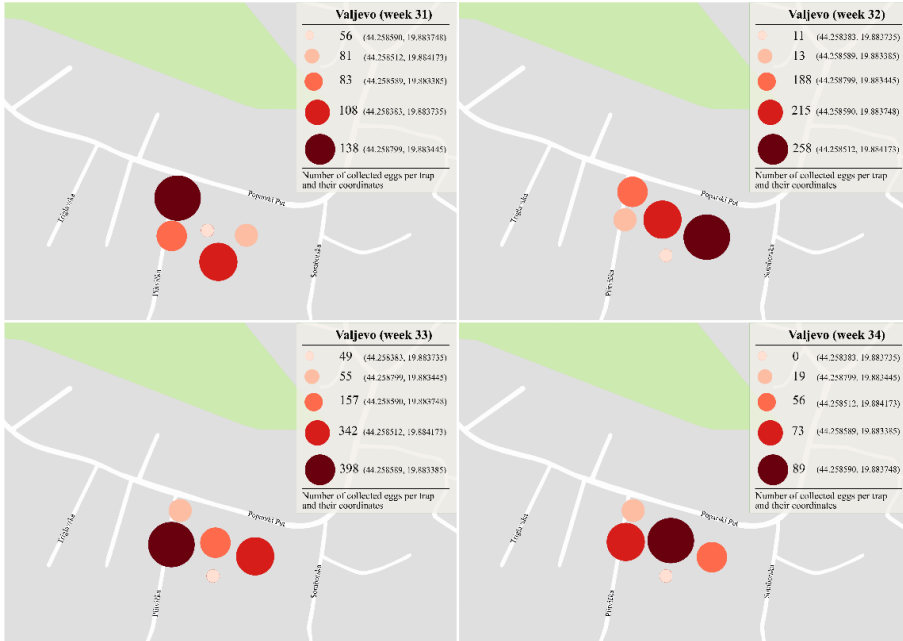 Valjevo (week 31)
56 (44.258590, 19.883748)
81 (44.258512, 19.884173)
83 (44.258589, 19.883385)
108 (44.258383, 19.883735)
138 (44.258799, 19.883445)
Number of collected eggs per trap
and their coordinates
Popovski Put
Plitvička
Somborska
Valjevo (week 32)
11 (44.258383, 19.883735)
13 (44.258589, 19.883385)
188 (44.258799, 19.883445)
215 (44.258590, 19.883748)
258 (44.258512, 19.884173)
Number of collected eggs per trap
and their coordinates
Somborska
Valjevo (week 33)
49 (44.258383, 19.883735)
55 (44.258799, 19.883445)
157 (44.258590, 19.883748)
342 (44.258512, 19.884173)
398 (44.258589, 19.883385)
Number of collected eggs per trap
and their coordinates
Somborska
Valjevo (week 34)
0 (44.258383, 19.883735)
19 (44.258799, 19.883445)
56 (44.258512, 19.884173)
73 (44.258589, 19.883385)
89 (44.258590, 19.883748)
Number of collected eggs per trap
and their coordinates
Somborska